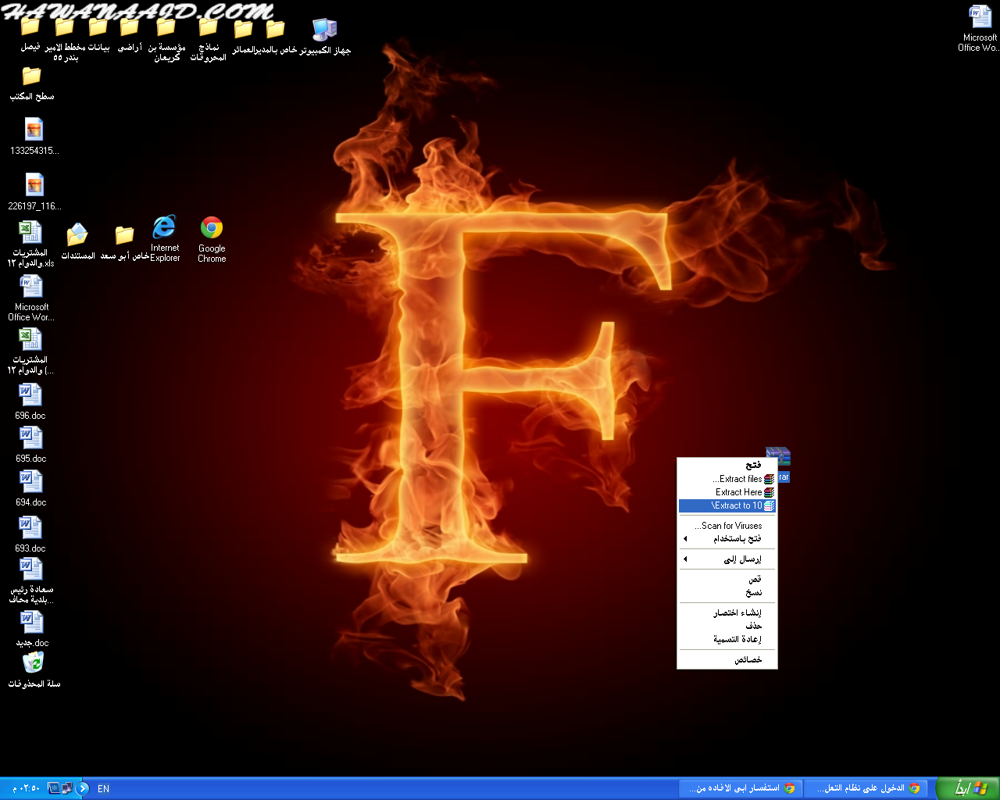 HAWANAAID.COM
فيصل
مخطط الامير
بندر ٥٥
بيانات
أراضي
مؤسسة بن
كريعان
نماذج
المحروقات
العمائر
خاص بالمدير
جهاز الكمبيوتر
Microsoft
Office Wo...
سطح المكتب
133254315...
226197_116...
المشتريات
والدوام ١٢.xls
المستندات
خاص أبو سعد
Internet
Explorer
Google
Chrome
Microsoft
Office Wor...
المشتريات
والدوام ١٢ (...
696.doc
695.doc
694.doc
693.doc
سعادة رئيس
بلدية محاف...
جديد.doc
سلة المحذوفات
rar
فتح
Extract files...
Extract Here
Extract to 10\
Scan for Viruses...
فتح باستخدام
إرسال إلى
قص
نسخ
إنشاء اختصار
حذف
إعادة التسمية
خصائص
ابدأ
الدخول على نظام التعل...
استفسار ابي الافاده من...
EN
٠٢:٥٠ م
F